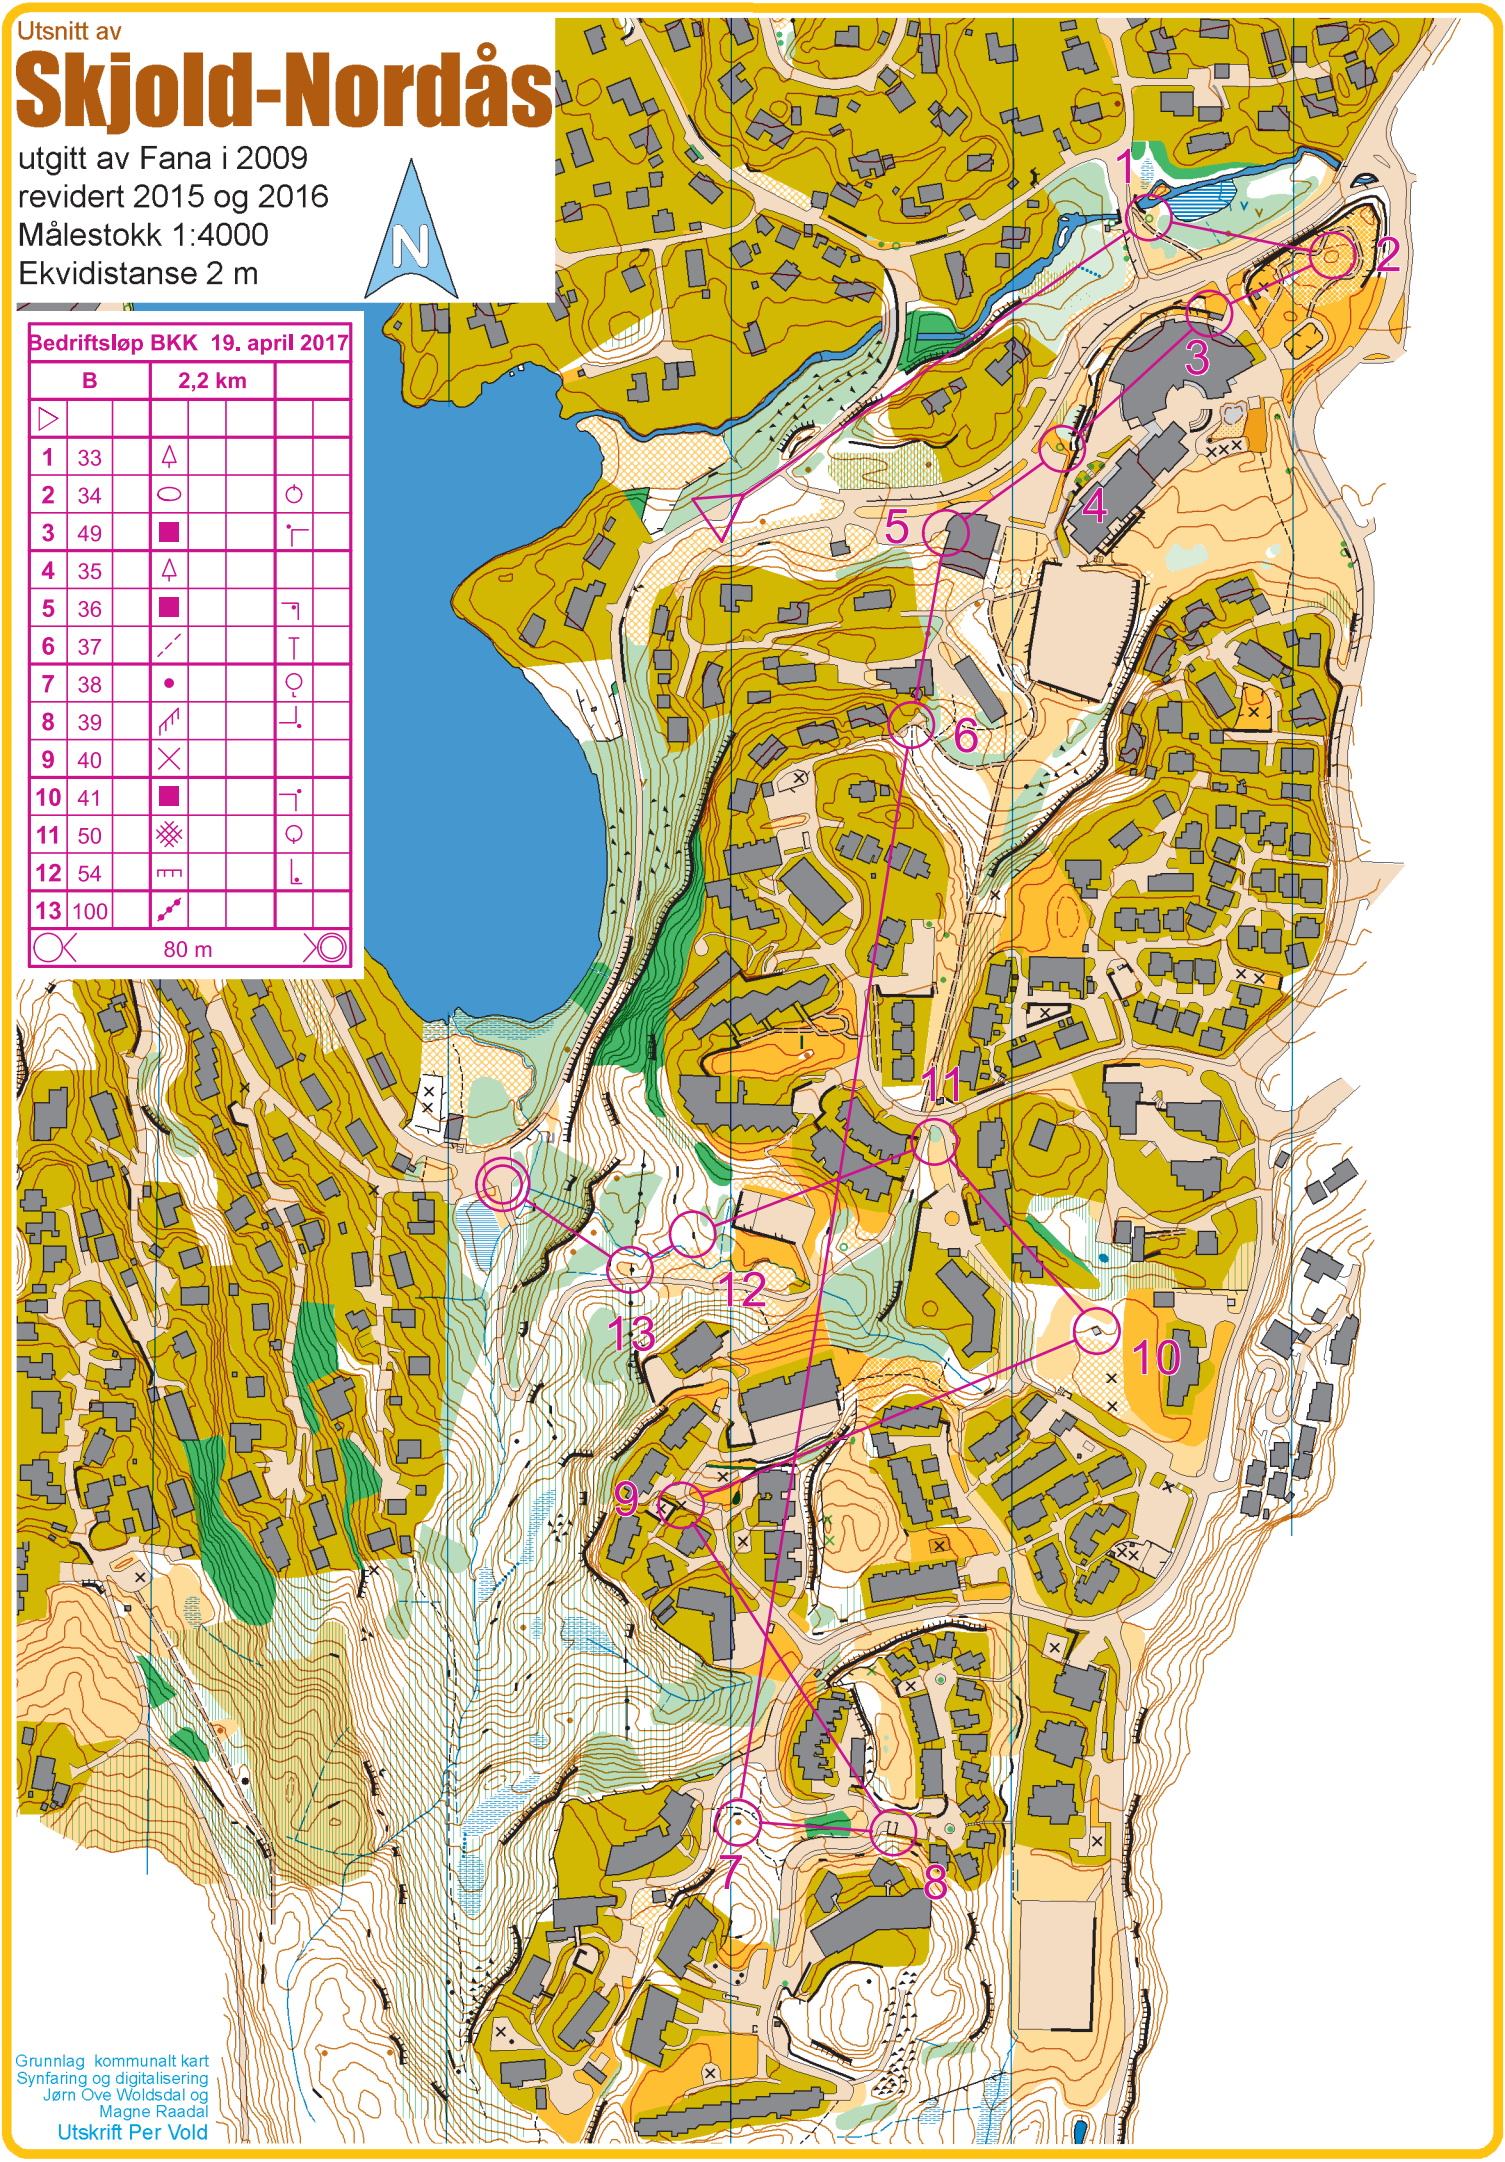 Utsnitt av
Skjold-Nordås
utgitt av Fana i 2009
revidert 2015 og 2016
Målestokk 1:4000
Ekvidistanse 2 m
N
Bedriftsløp BKK 19. april 2017
B 2,2 km
1 33
2 34
3 49
4 35
5 36
6 37
7 38
8 39
9 40
10 41
11 50
12 54
13 100
80 m
1
2
3
4
5
6
11
12
13
10
9
7
8
Grunnlag kommunalt kart
Synfaring og digitalisering
Jørn Ove Woldsdal og
Magne Raadal
Utskrift Per Vold